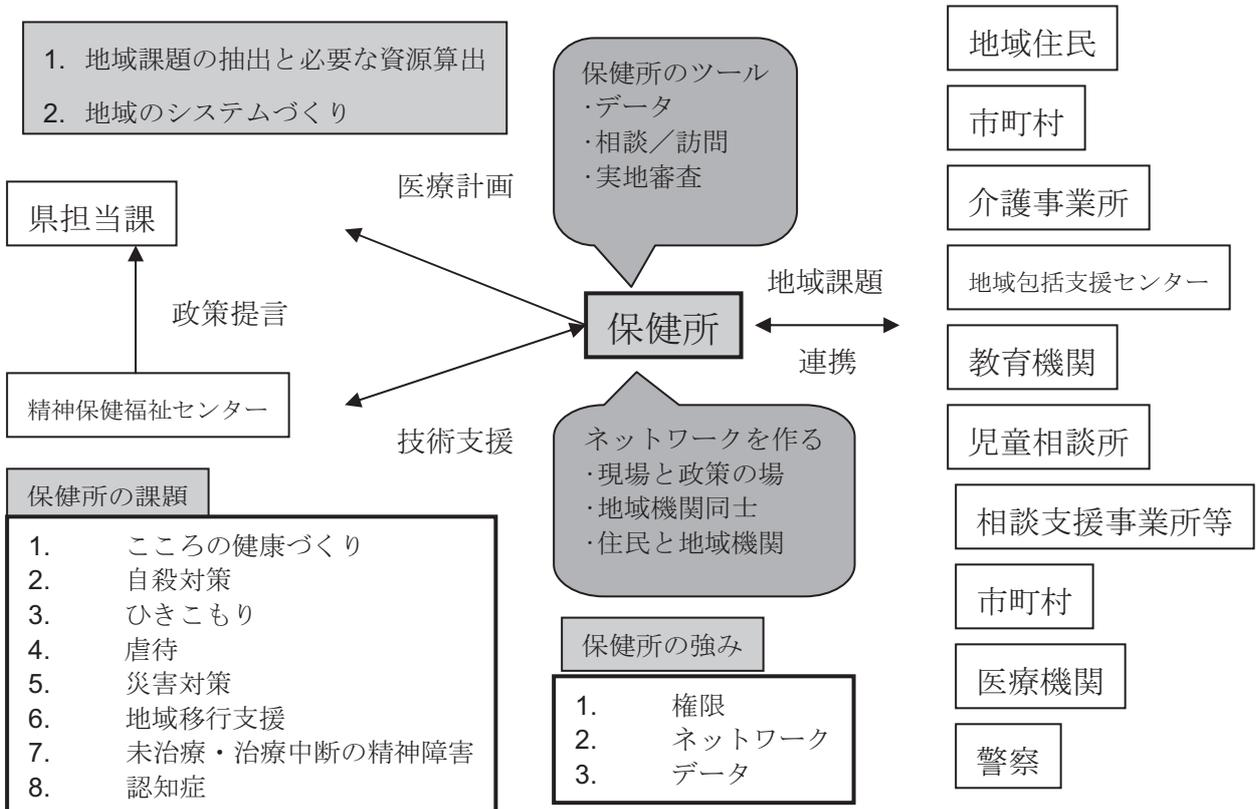 1. 地域課題の抽出と必要な資源算出
2. 地域のシステムづくり
保健所のツール
・データ
・相談／訪問
・実地審査
医療計画
県担当課
政策提言
精神保健福祉センター
技術支援
保健所
地域課題
連携
ネットワークを作る
・現場と政策の場
・地域機関同士
・住民と地域機関
保健所の課題
1. こころの健康づくり
2. 自殺対策
3. ひきこもり
4. 虐待
5. 災害対策
6. 地域移行支援
7. 未治療・治療中断の精神障害
8. 認知症
保健所の強み
1. 権限
2. ネットワーク
3. データ
地域住民
市町村
介護事業所
地域包括支援センター
教育機関
児童相談所
相談支援事業所等
市町村
医療機関
警察